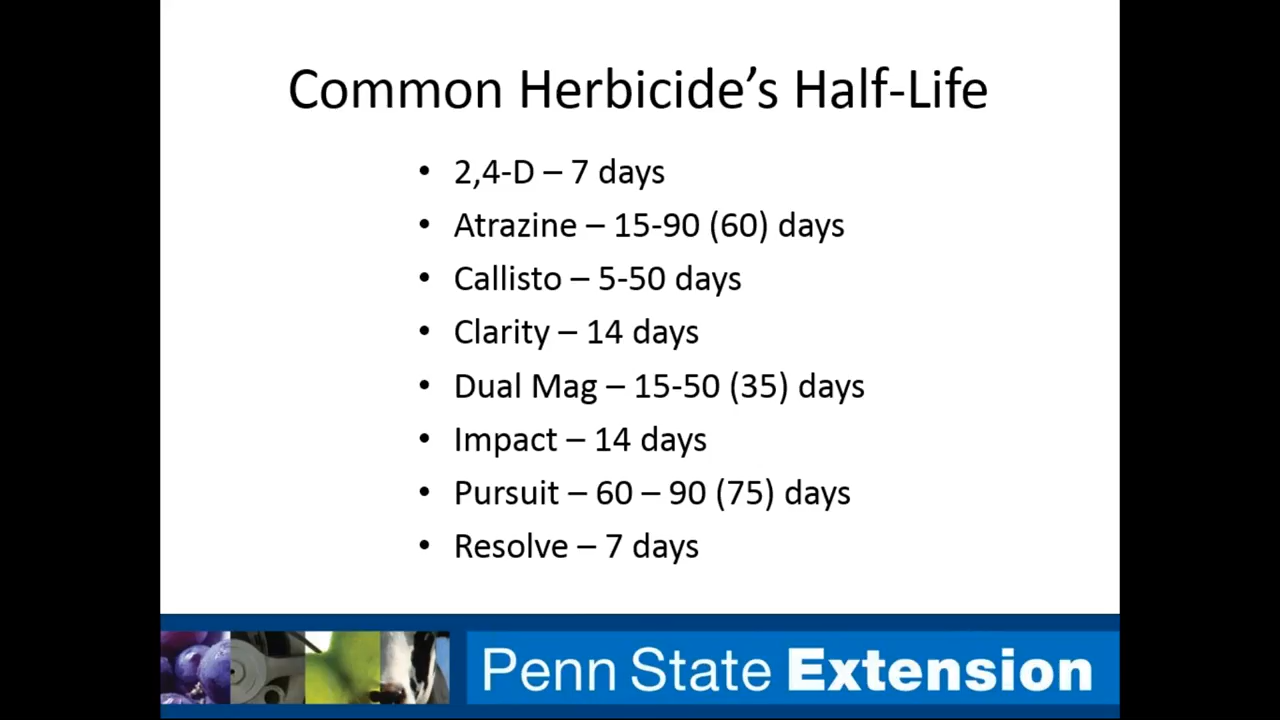 Common Herbicide’s Half-Life
• 2,4-D – 7 days
• Atrazine – 15-90 (60) days
• Callisto – 5-50 days
• Clarity – 14 days
• Dual Mag – 15-50 (35) days
• Impact – 14 days
• Pursuit – 60 – 90 (75) days
• Resolve – 7 days
Penn State Extension